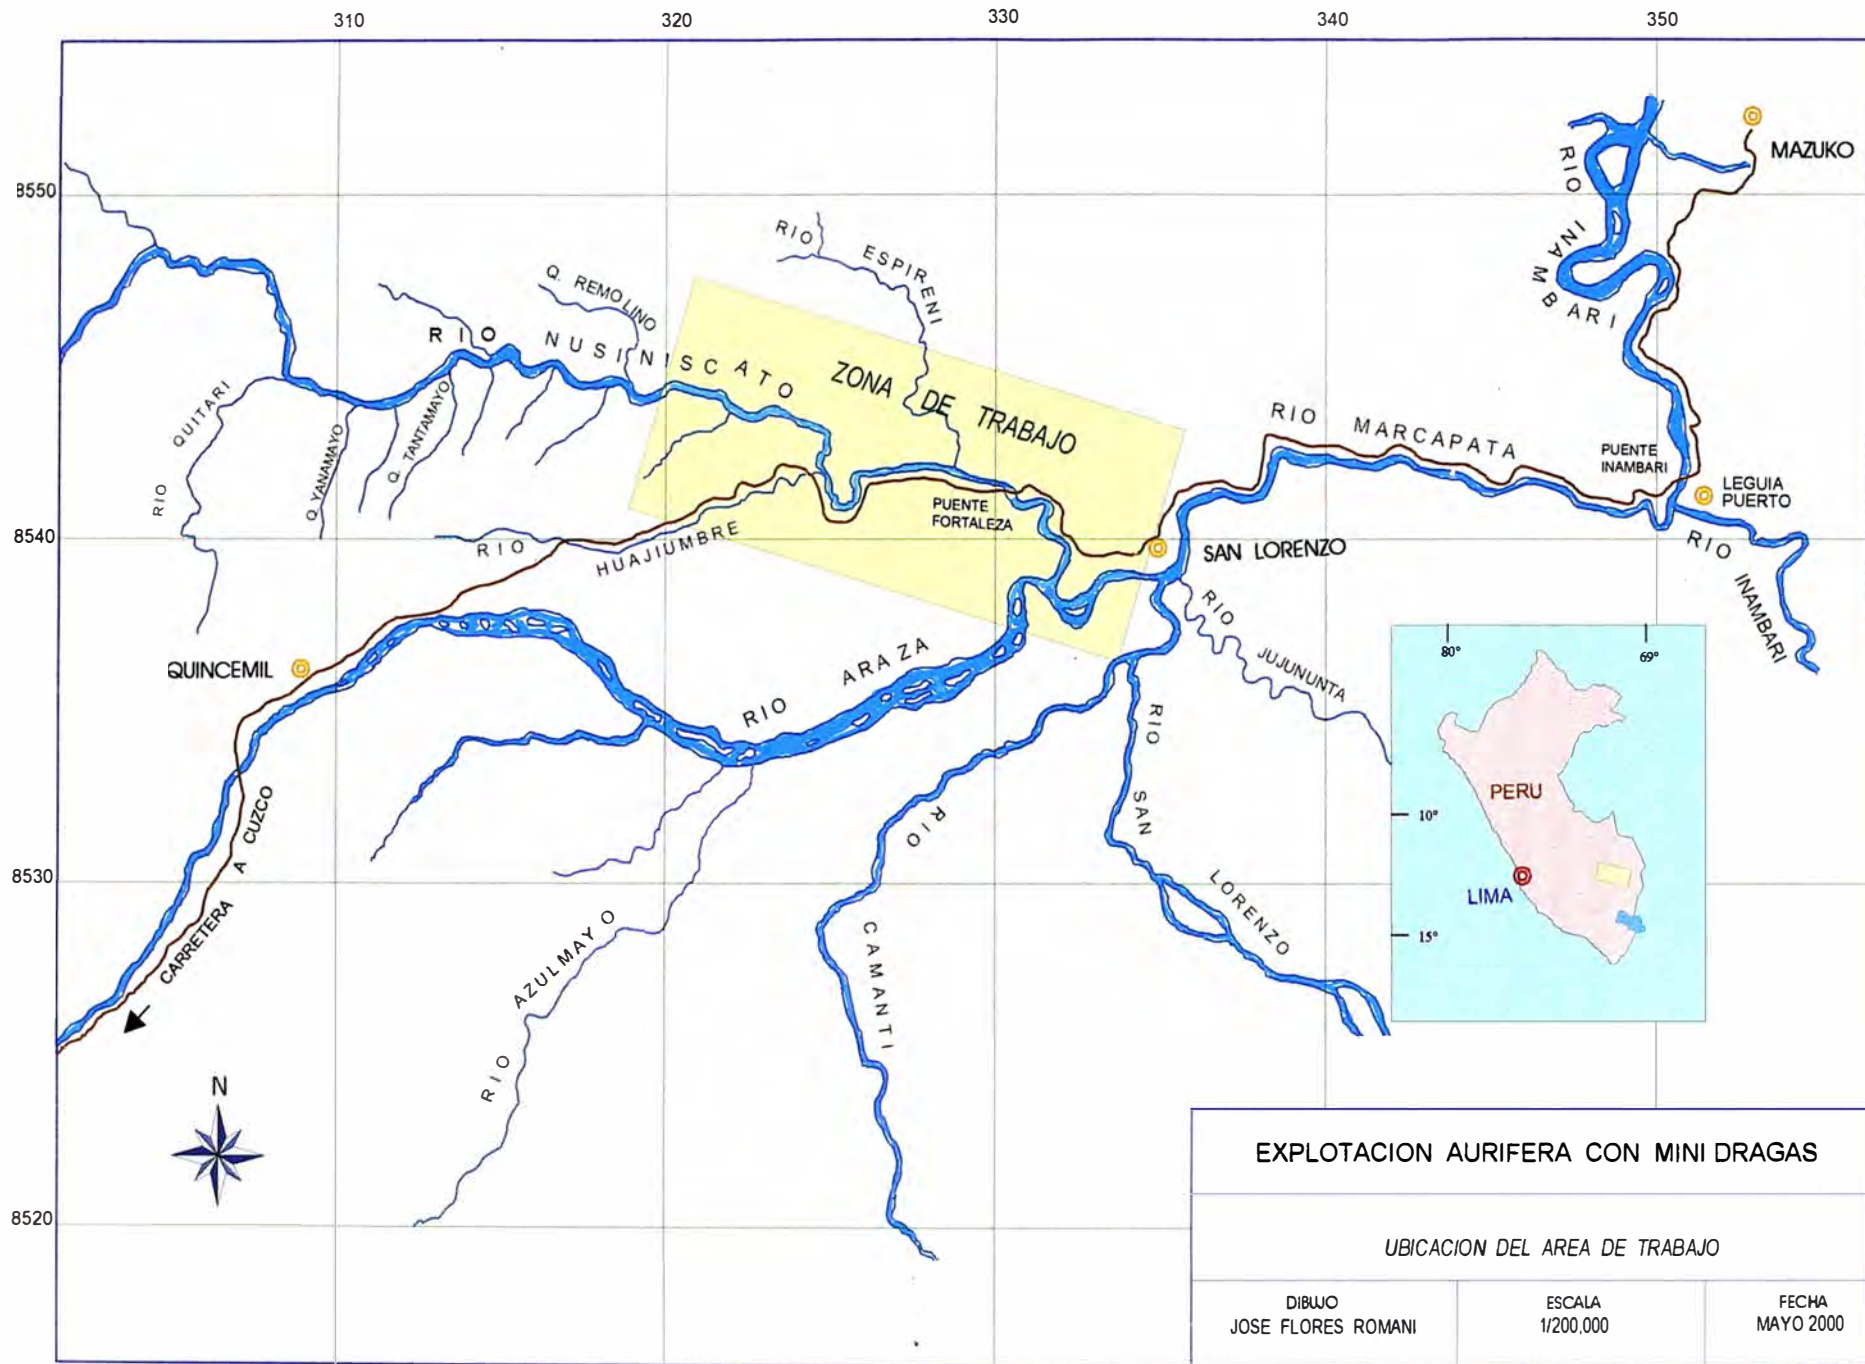 310 320 330 340 350
8550
8540
8530
8520
MAZUKO
RIO INAMBARI
RIO ESPIRENI
Q. REMOLINO
RIO NUSINISCATO
ZONA DE TRABAJO
RIO QUITARI
Q YANAMAYO
Q. TANTAMAYO
RIO MARCAPATA
PUENTE
INAMBARI
LEGUIA
PUERTO
PUENTE
FORTALEZA
RIO HUAJIUMBRE
SAN LORENZO
RIO INAMBARI
RIO JUJUNUNTA
QUINCEMIL
RIO ARAZA
RIO SAN LORENZO
RIO CAMANTI
RIO AZULMAYO
CARRETERA A CUZCO
N
80° 69°
PERU
10°
LIMA
15°
EXPLOTACION AURIFERA CON MINI DRAGAS
UBICACION DEL AREA DE TRABAJO
DIBUJO
JOSE FLORES ROMANI
ESCALA
1/200,000
FECHA
MAYO 2000